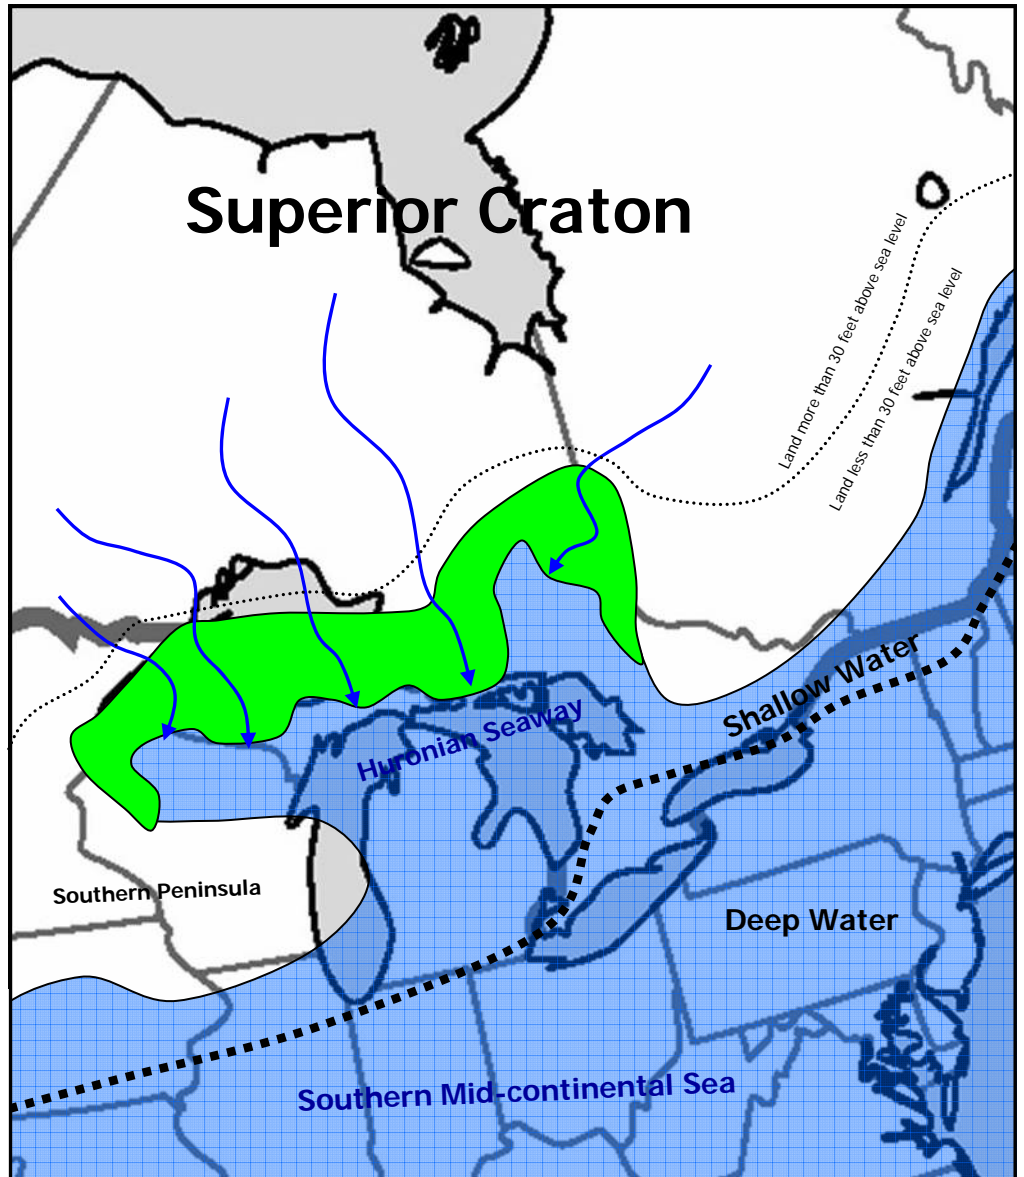 Superior Craton
Land more than 30 feet above sea level
Land less than 30 feet above sea level
Shallow Water
Huronian Seaway
Southern Peninsula
Deep Water
Southern Mid-continental Sea